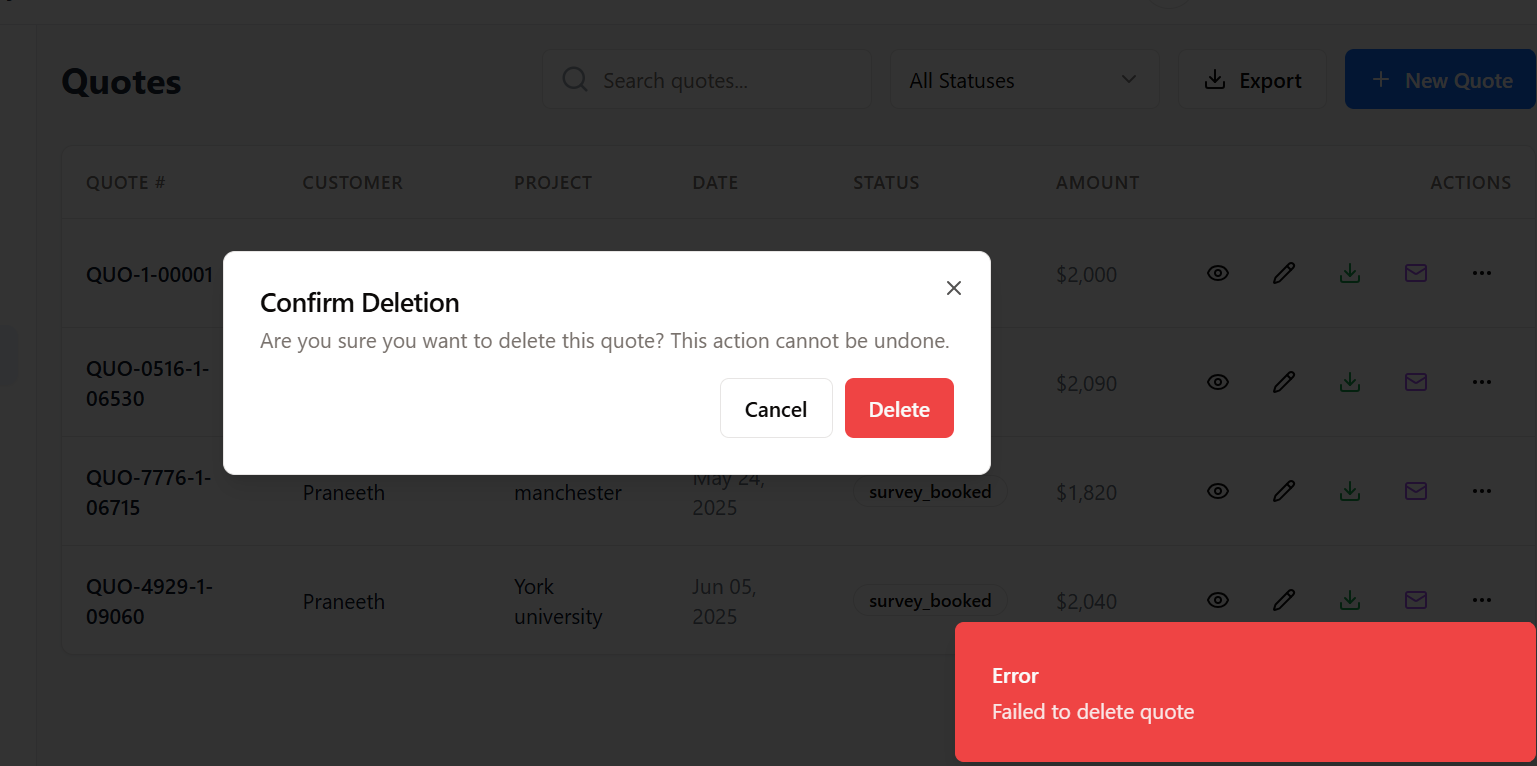 Quotes
Search quotes...
All Statuses
Export
New Quote
QUOTE #
CUSTOMER
PROJECT
DATE
STATUS
AMOUNT
ACTIONS
QUO-1-00001
$2,000
Confirm Deletion
Are you sure you want to delete this quote? This action cannot be undone.
Cancel
Delete
QUO-0516-1-
06530
$2,090
QUO-7776-1-
06715
Praneeth
manchester
May 24,
2025
survey_booked
$1,820
QUO-4929-1-
09060
Praneeth
York
university
Jun 05,
2025
survey_booked
$2,040
Error
Failed to delete quote